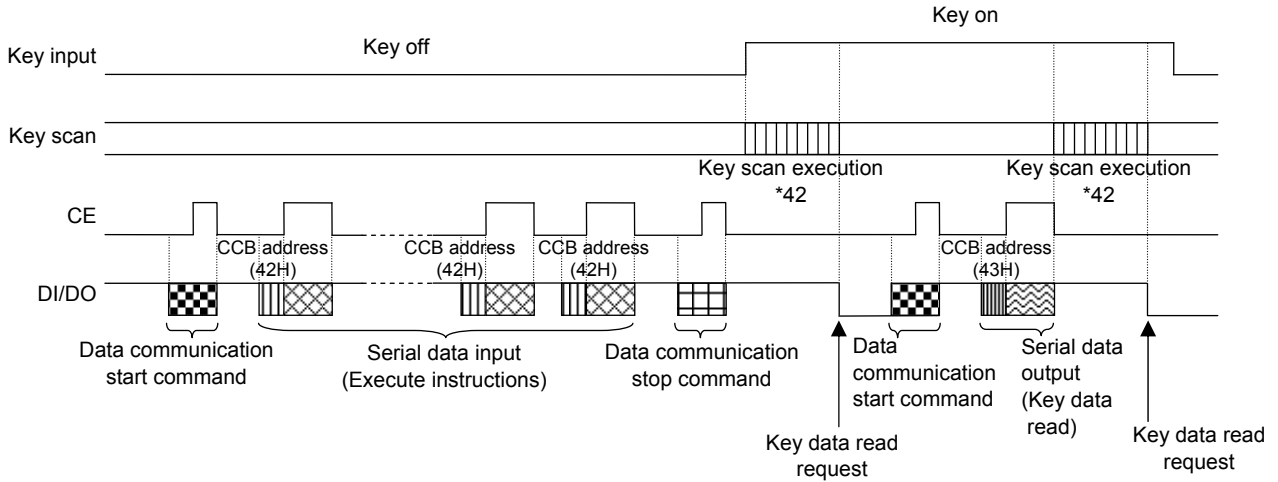 Key on
Key off
Key input
Key scan
Key scan execution
*42
Key scan execution
*42
CE
CCB address
(42H)
CCB address
(42H)
CCB address
(42H)
CCB address
(43H)
DI/DO
Data communication
start command
Serial data input
(Execute instructions)
Data communication
stop command
Data
communication
start command
Serial data
output
(Key data
read)
Key data read
request
Key data read
request